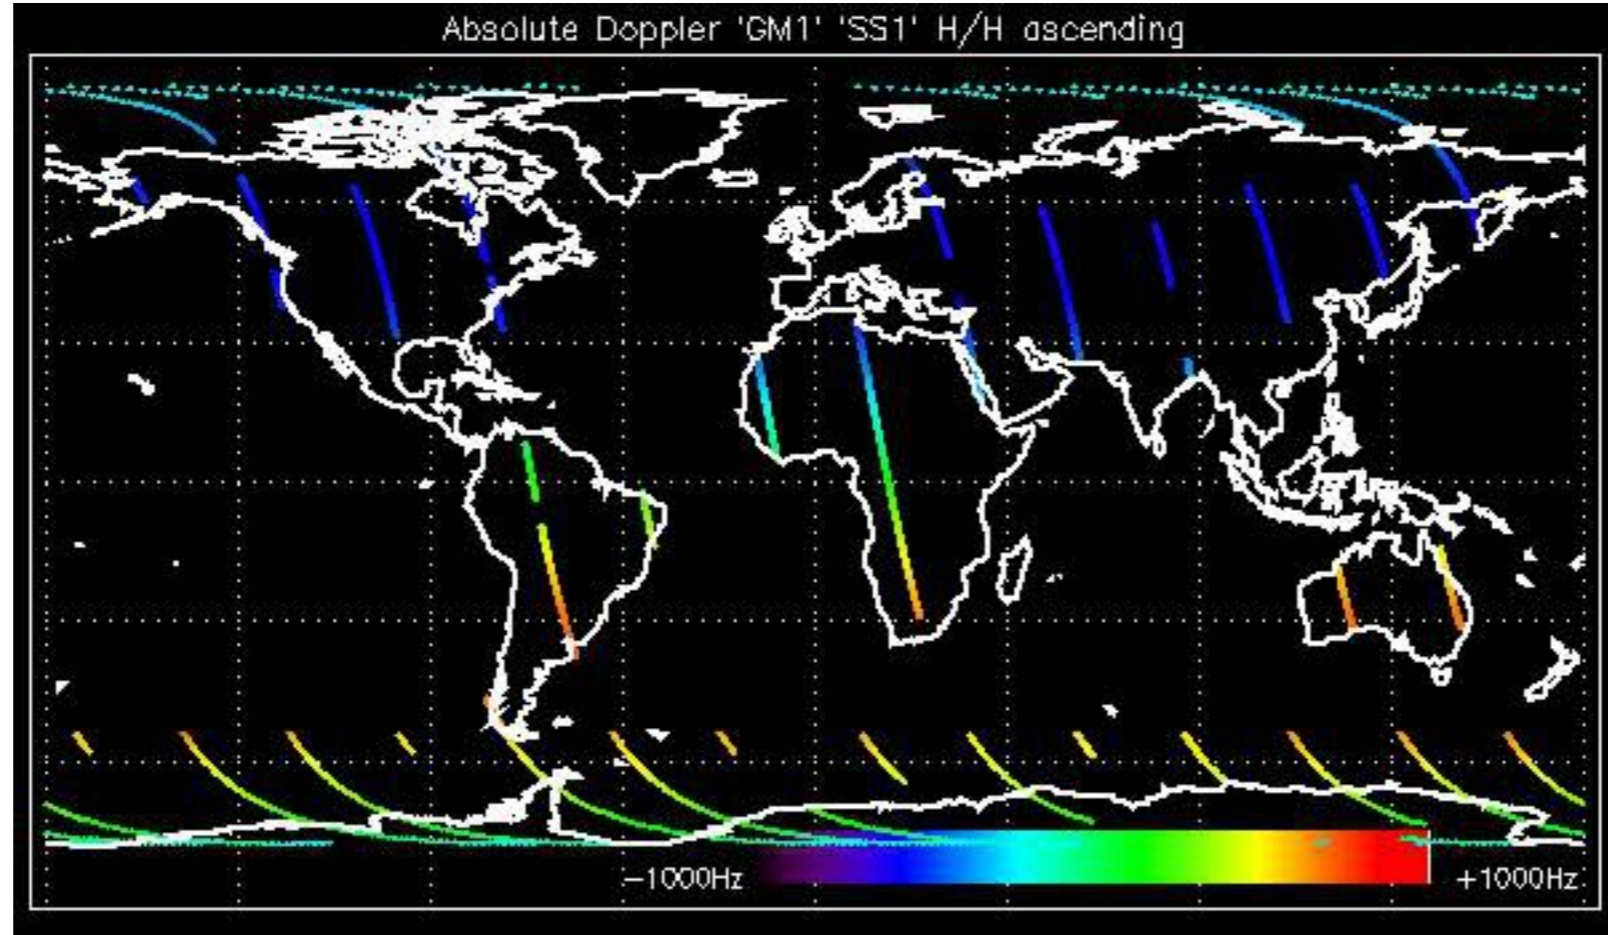 Absolute Doppler 'GM1' 'SS1' H/H ascending
−1000Hz
+1000Hz